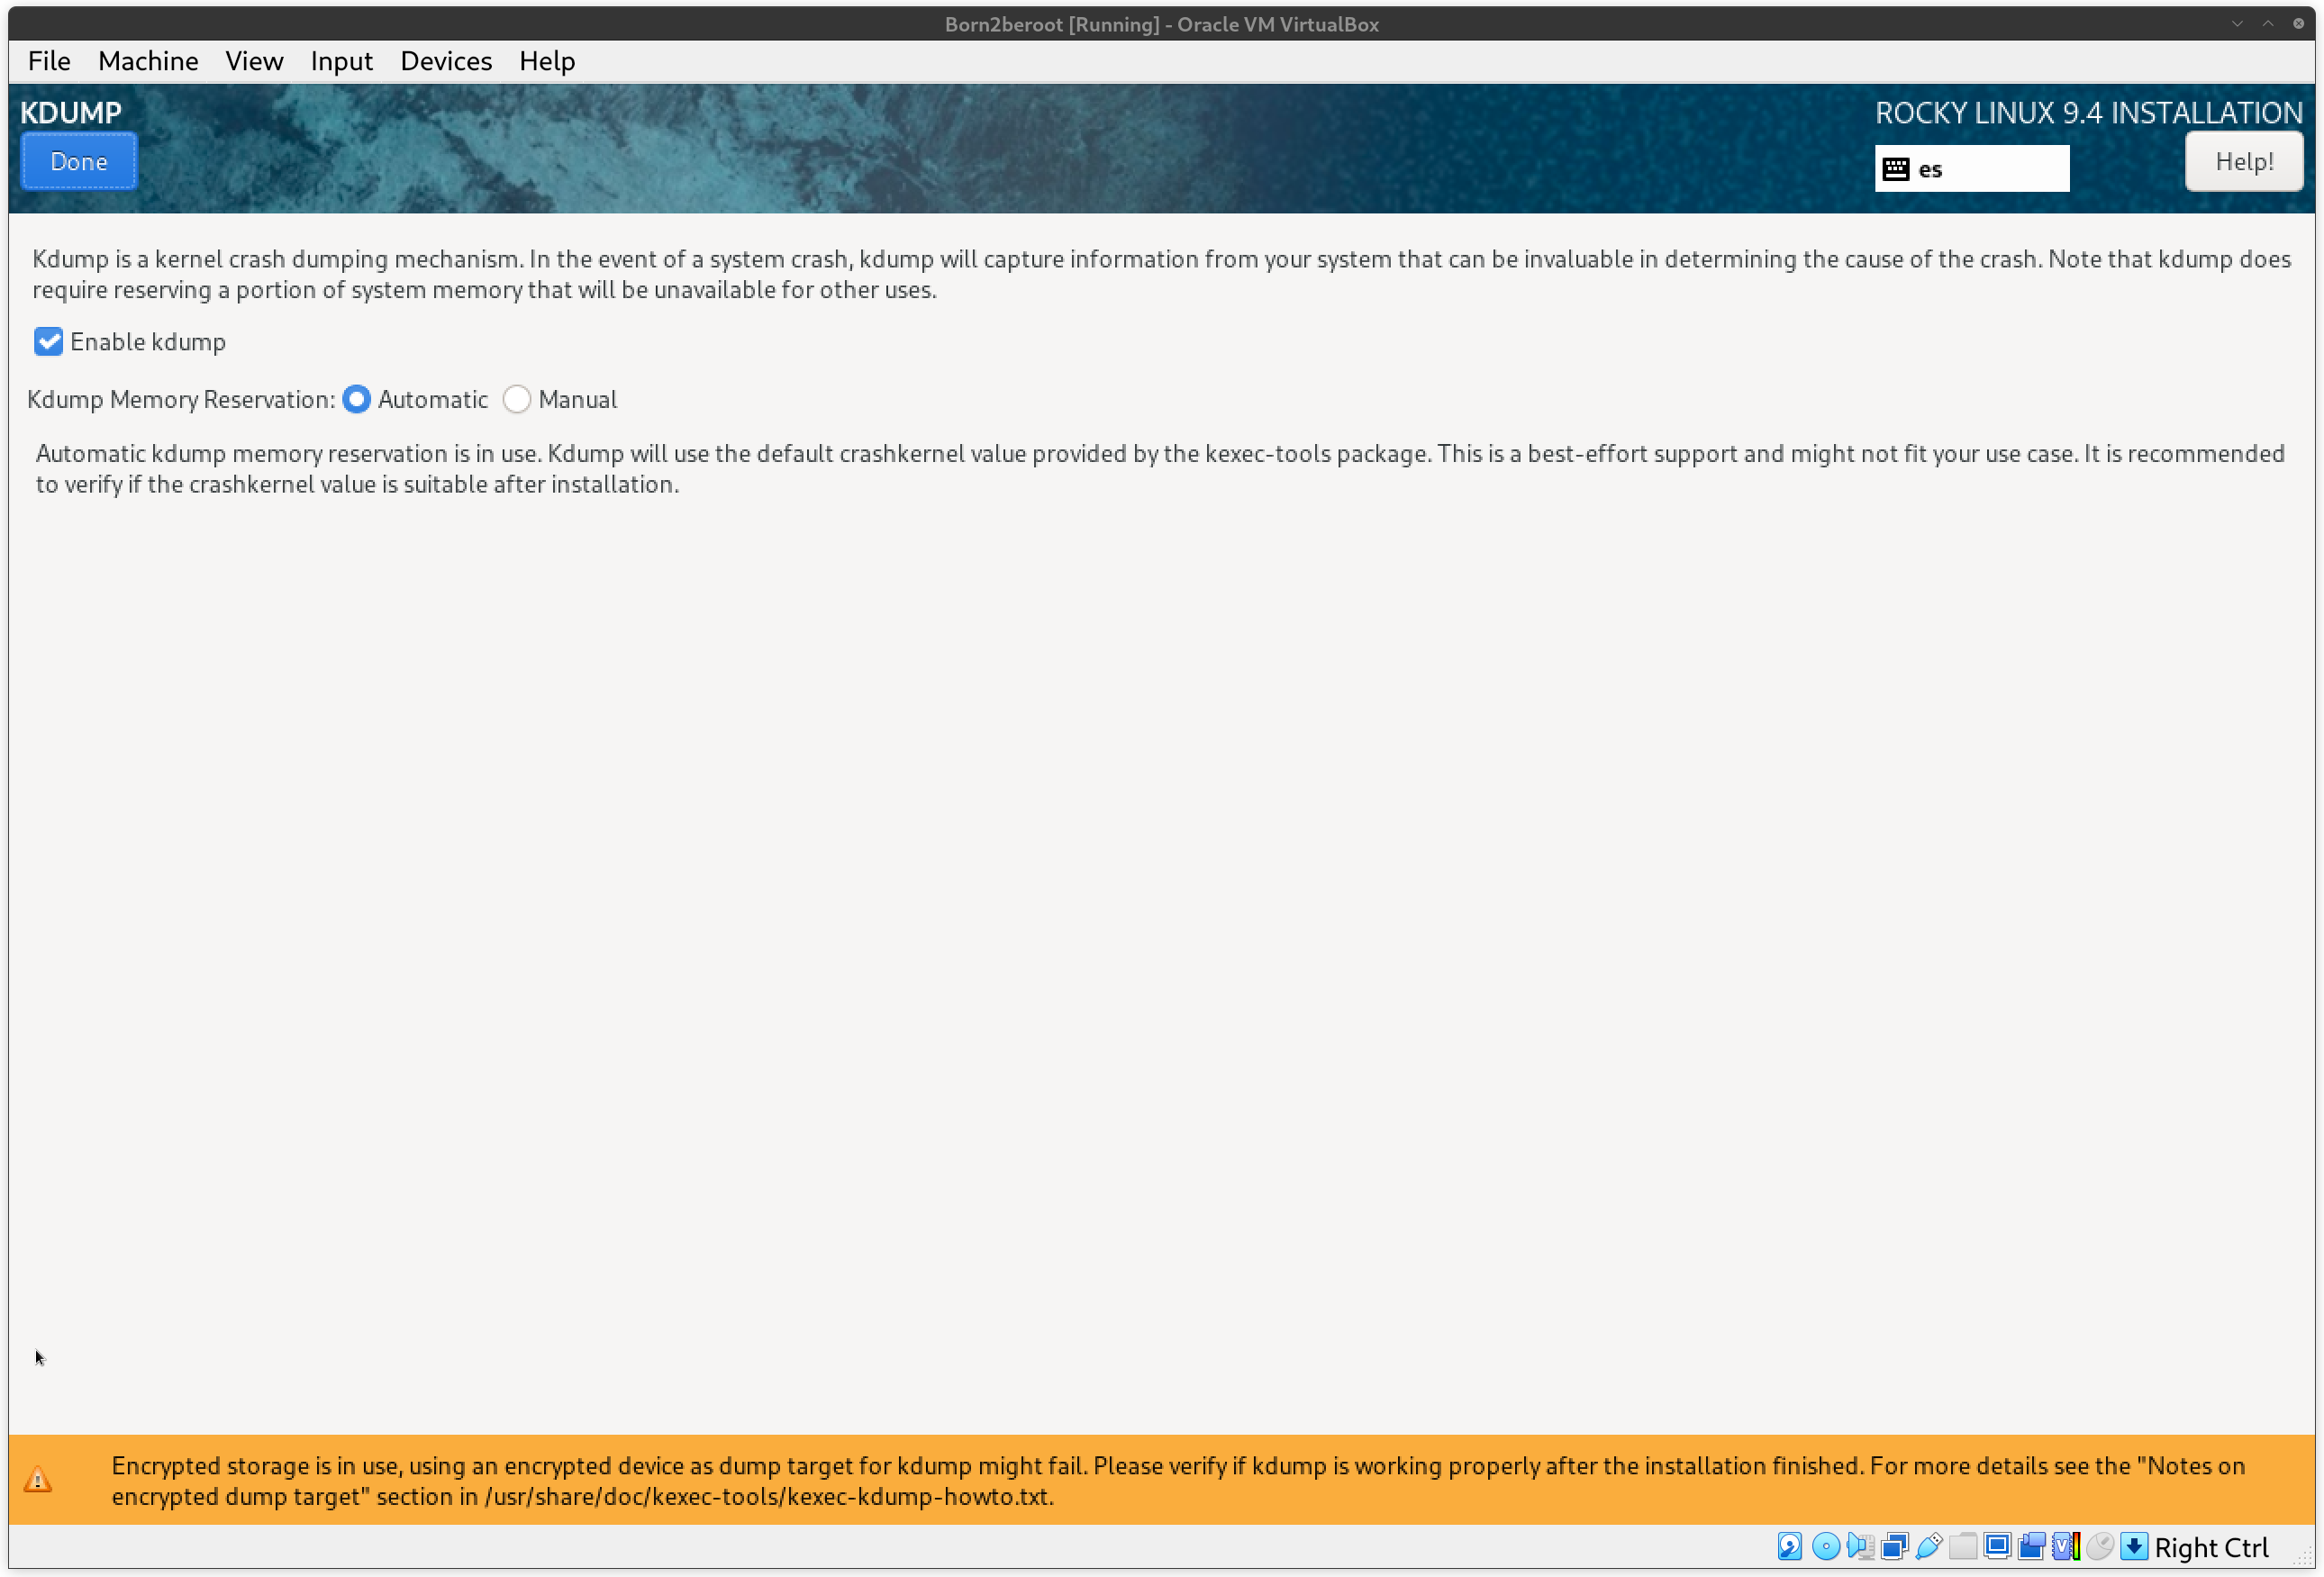 Born2beroot [Running] - Oracle VM VirtualBox
File Machine View Input Devices Help
KDUMP
ROCKY LINUX 9.4 INSTALLATION
Done
es
Help!
Kdump is a kernel crash dumping mechanism. In the event of a system crash, kdump will capture information from your system that can be invaluable in determining the cause of the crash. Note that kdump does
require reserving a portion of system memory that will be unavailable for other uses.
Enable kdump
Kdump Memory Reservation: Automatic Manual
Automatic kdump memory reservation is in use. Kdump will use the default crashkernel value provided by the kexec-tools package. This is a best-effort support and might not fit your use case. It is recommended
to verify if the crashkernel value is suitable after installation.
Encrypted storage is in use, using an encrypted device as dump target for kdump might fail. Please verify if kdump is working properly after the installation finished. For more details see the "Notes on
encrypted dump target" section in /usr/share/doc/kexec-tools/kexec-kdump-howto.txt.
Right Ctrl